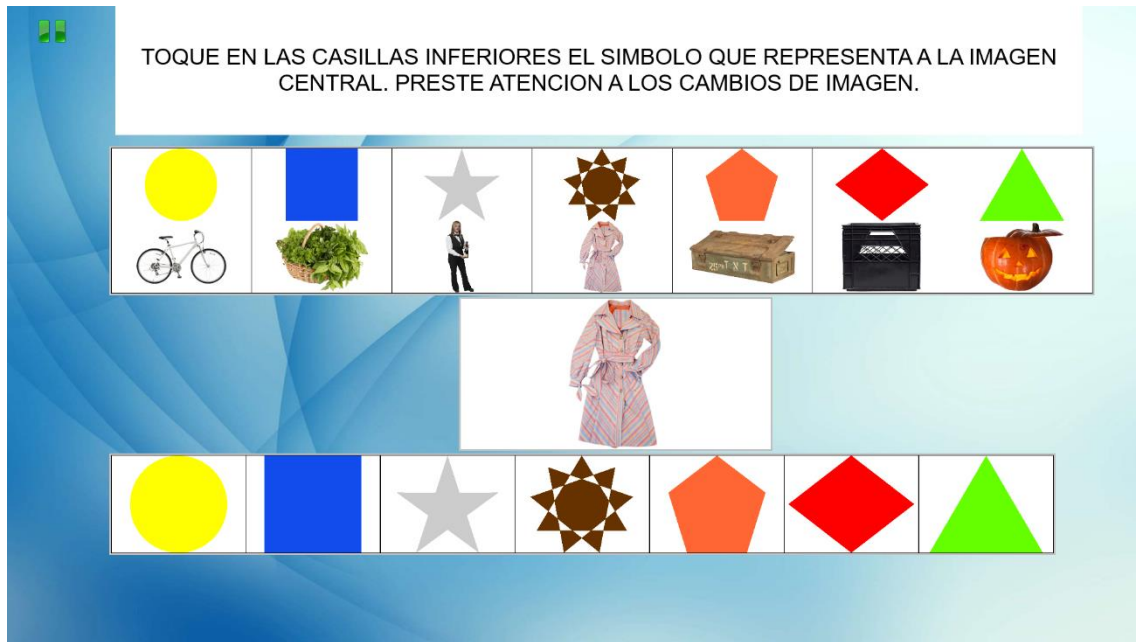 TOQUE EN LAS CASILLAS INFERIORES EL SIMBOLO QUE REPRESENTA A LA IMAGEN
CENTRAL. PRESTE ATENCION A LOS CAMBIOS DE IMAGEN.